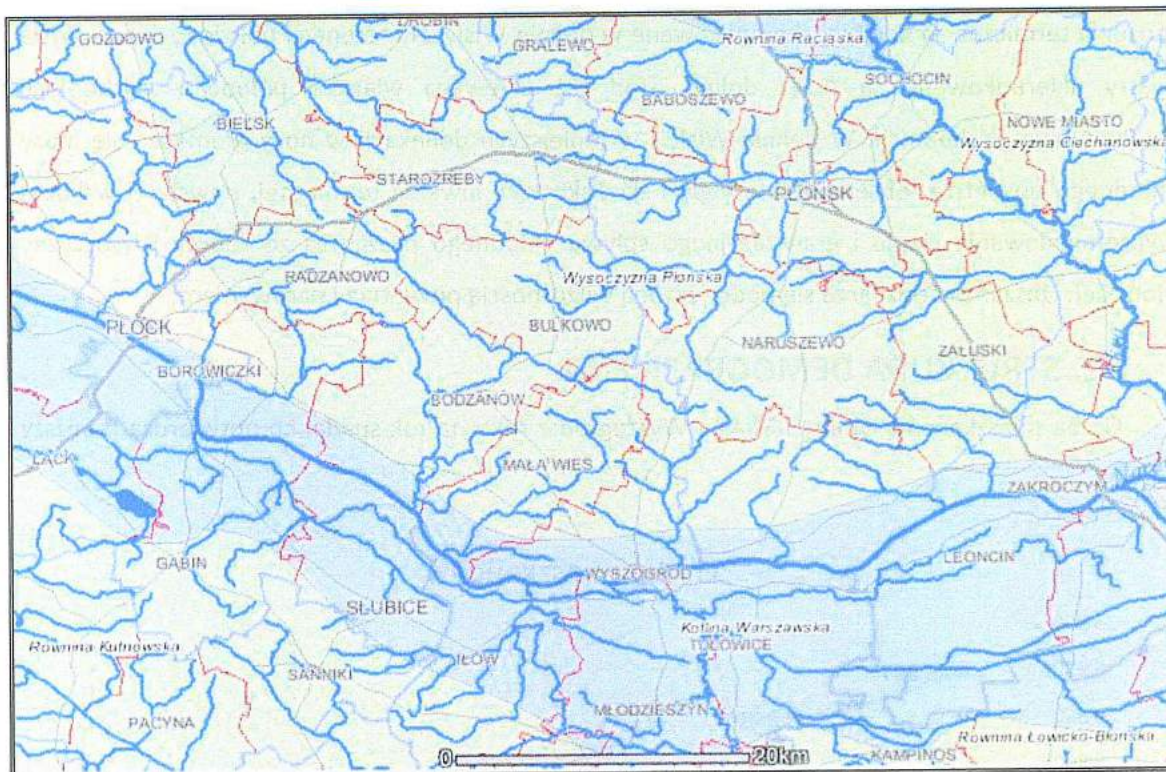 DROBIN
GOZDOWO
GRALEWO
Równina Raciąska
SOCHOCIN
BABOSZEWO
BIELSK
NOWE MIASTO
Wysoczyzna Ciechanowska
STAROŹREBY
PŁOŃSK
RADZANOWO
Wysoczyzna Płońska
BULKOWO
PŁOCK
NARUSZEWO
ZAŁUSKI
BOROWICZKI
BODZANÓW
ŁĄCK
MAŁA WIEŚ
ZAKROCZYM
GĄBIN
WYSZOGRÓD
LEONCIN
SŁUBICE
Kotlina Warszawska
TUŁOWICE
Równina Kutnowska
IŁÓW
SANNIKI
PACYNA
MŁODZIESZYN
Równina Łowicko-Błońska
KAMPINOS
0 20km